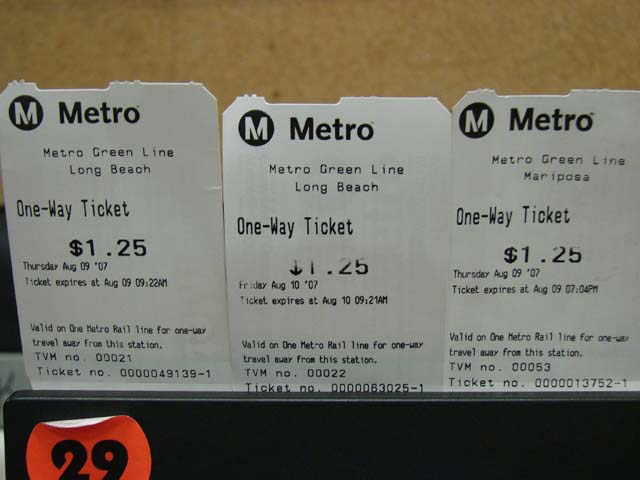 M Metro
Metro Green Line
Long Beach
One-Way Ticket
$1.25
Thursday Aug 09 '07
Ticket expires at Aug 09 09:22AM
Valid on One Metro Rail line for one-way
travel away from this station.
TVM no. 00021
Ticket no. 0000049139-1
M Metro
Metro Green Line
Long Beach
One-Way Ticket
$1.25
Friday Aug 10 '07
Ticket expires at Aug 10 09:21AM
Valid on One Metro Rail line for one-way
travel away from this station.
TVM no. 00022
Ticket no. 0000063025-1
M Metro
Metro Green Line
Mariposa
One-Way Ticket
$1.25
Thursday Aug 09 '07
Ticket expires at Aug 09 07:04PM
Valid on One Metro Rail line for one-way
travel away from this station.
TVM no. 00053
Ticket no. 0000013752-1
29